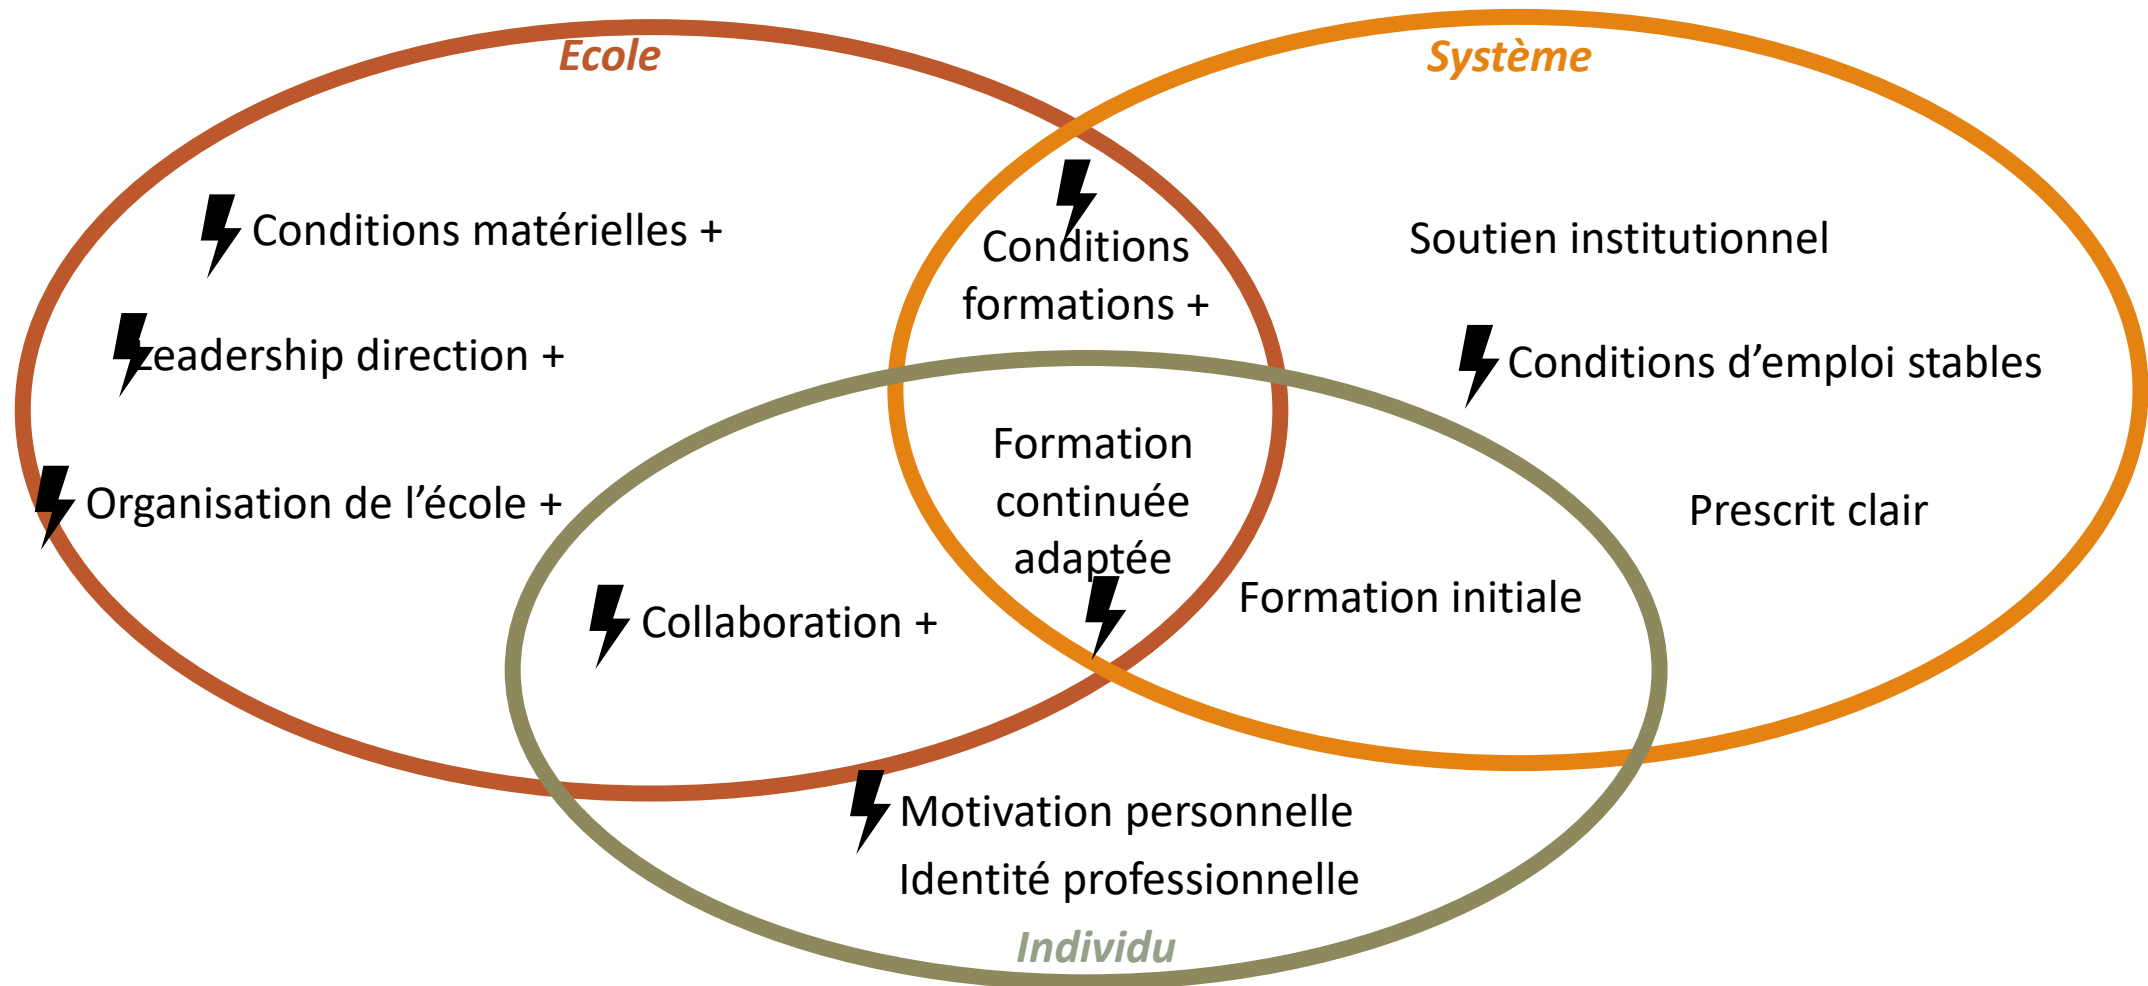 Ecole
Système
Conditions matérielles +
Conditions
formations +
Soutien institutionnel
Leadership direction +
Conditions d’emploi stables
Formation
continuée
adaptée
Organisation de l’école +
Prescrit clair
Collaboration +
Formation initiale
Motivation personnelle
Identité professionnelle
Individu